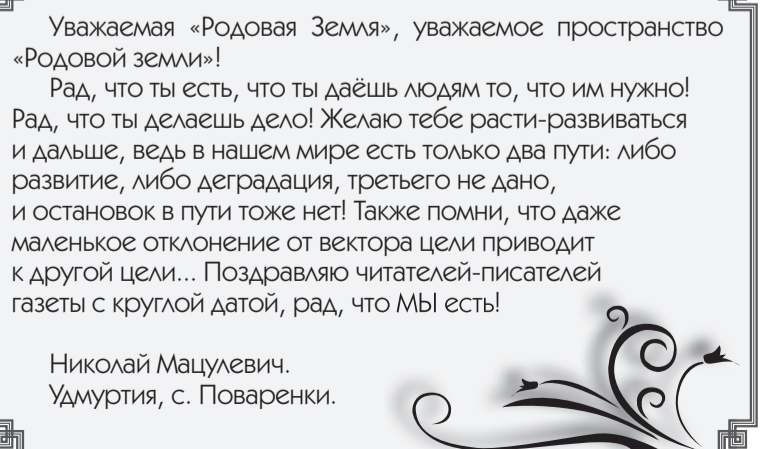 Уважаемая «Родовая Земля», уважаемое пространство
«Родовой земли»!
Рад, что ты есть, что ты даёшь людям то, что им нужно!
Рад, что ты делаешь дело! Желаю тебе расти-развиваться
и дальше, ведь в нашем мире есть только два пути: либо
развитие, либо деградация, третьего не дано,
и остановок в пути тоже нет! Также помни, что даже
маленькое отклонение от вектора цели приводит
к другой цели... Поздравляю читателей-писателей
газеты с круглой датой, рад, что МЫ есть!
Николай Мацулевич.
Удмуртия, с. Поваренки.